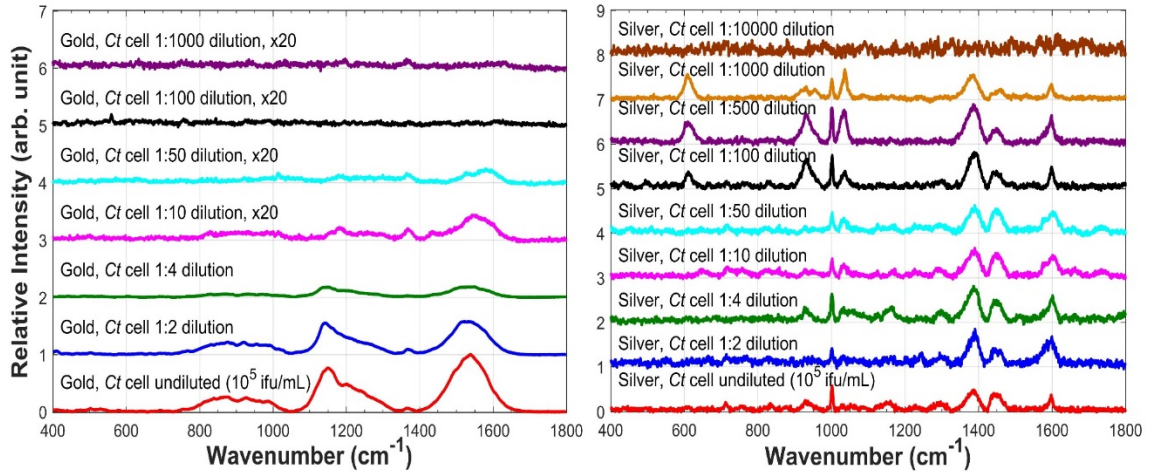 Relative Intensity (arb. unit)
7
6
5
4
3
2
1
0
Gold, Ct cell 1:1000 dilution, x20
Gold, Ct cell 1:100 dilution, x20
Gold, Ct cell 1:50 dilution, x20
Gold, Ct cell 1:10 dilution, x20
Gold, Ct cell 1:4 dilution
Gold, Ct cell 1:2 dilution
Gold, Ct cell undiluted (10⁵ ifu/mL)
400 600 800 1000 1200 1400 1600 1800
Wavenumber (cm⁻¹)
9
8
7
6
5
4
3
2
1
0
Silver, Ct cell 1:10000 dilution
Silver, Ct cell 1:1000 dilution
Silver, Ct cell 1:500 dilution
Silver, Ct cell 1:100 dilution
Silver, Ct cell 1:50 dilution
Silver, Ct cell 1:10 dilution
Silver, Ct cell 1:4 dilution
Silver, Ct cell 1:2 dilution
Silver, Ct cell undiluted (10⁵ ifu/mL)
400 600 800 1000 1200 1400 1600 1800
Wavenumber (cm⁻¹)